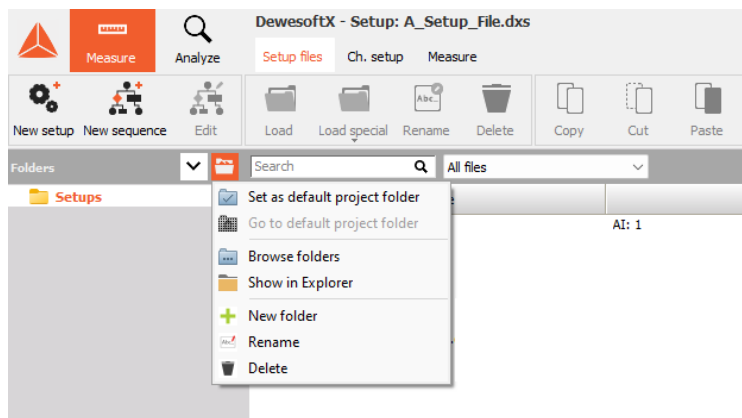 DewesoftX - Setup: A_Setup_File.dxs
Measure
Analyze
Setup files
Ch. setup
Measure
New setup
New sequence
Edit
Abc...
Load
Load special
Rename
Delete
Copy
Cut
Paste
Folders
Search
All files
Setups
AI: 1
Set as default project folder
Go to default project folder
Browse folders
Show in Explorer
New folder
Rename
Delete